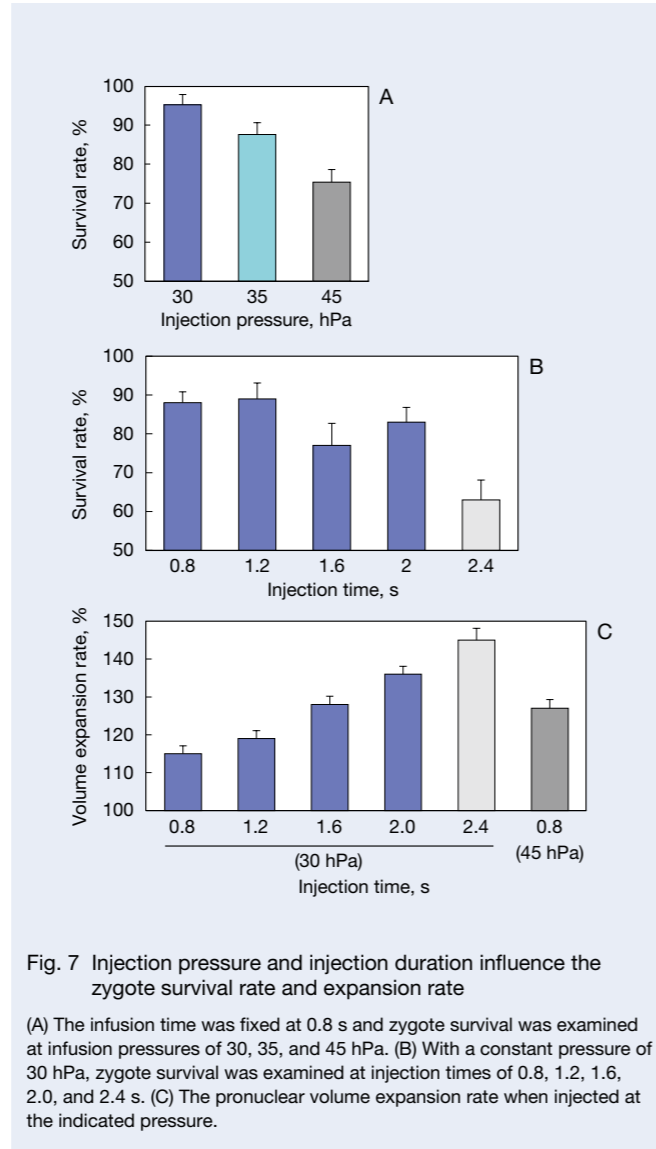 A
Survival rate, %
100
90
80
70
60
50
30 35 45
Injection pressure, hPa
B
Survival rate, %
100
90
80
70
60
50
0.8 1.2 1.6 2 2.4
Injection time, s
C
Volume expansion rate, %
150
140
130
120
110
100
0.8 1.2 1.6 2.0 2.4 0.8
(30 hPa) (45 hPa)
Injection time, s
Fig. 7 Injection pressure and injection duration influence the
zygote survival rate and expansion rate
(A) The infusion time was fixed at 0.8 s and zygote survival was examined
at infusion pressures of 30, 35, and 45 hPa. (B) With a constant pressure of
30 hPa, zygote survival was examined at injection times of 0.8, 1.2, 1.6,
2.0, and 2.4 s. (C) The pronuclear volume expansion rate when injected at
the indicated pressure.